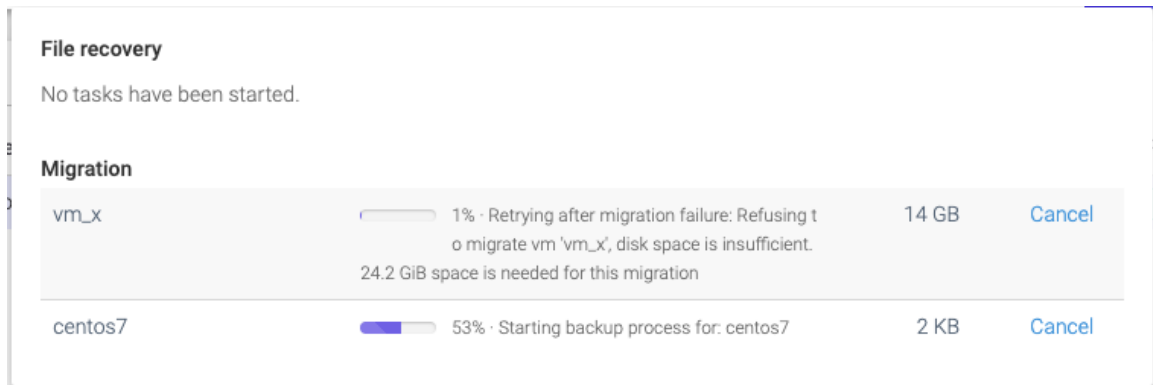 File recovery
No tasks have been started.
Migration
vm_x 1% · Retrying after migration failure: Refusing t 14 GB Cancel
o migrate vm 'vm_x', disk space is insufficient.
24.2 GiB space is needed for this migration
centos7 53% · Starting backup process for: centos7 2 KB Cancel